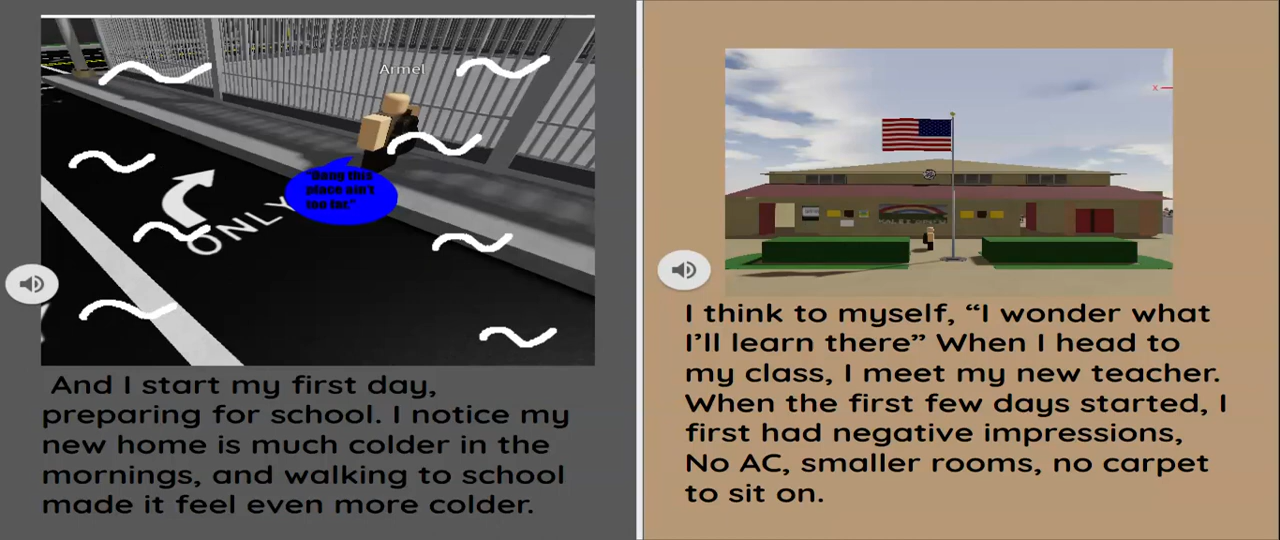 Armel
"Dang this
place ain't
too far."
ONLY
And I start my first day,
preparing for school. I notice my
new home is much colder in the
mornings, and walking to school
made it feel even more colder.
I think to myself, “I wonder what
I’ll learn there” When I head to
my class, I meet my new teacher.
When the first few days started, I
first had negative impressions,
No AC, smaller rooms, no carpet
to sit on.